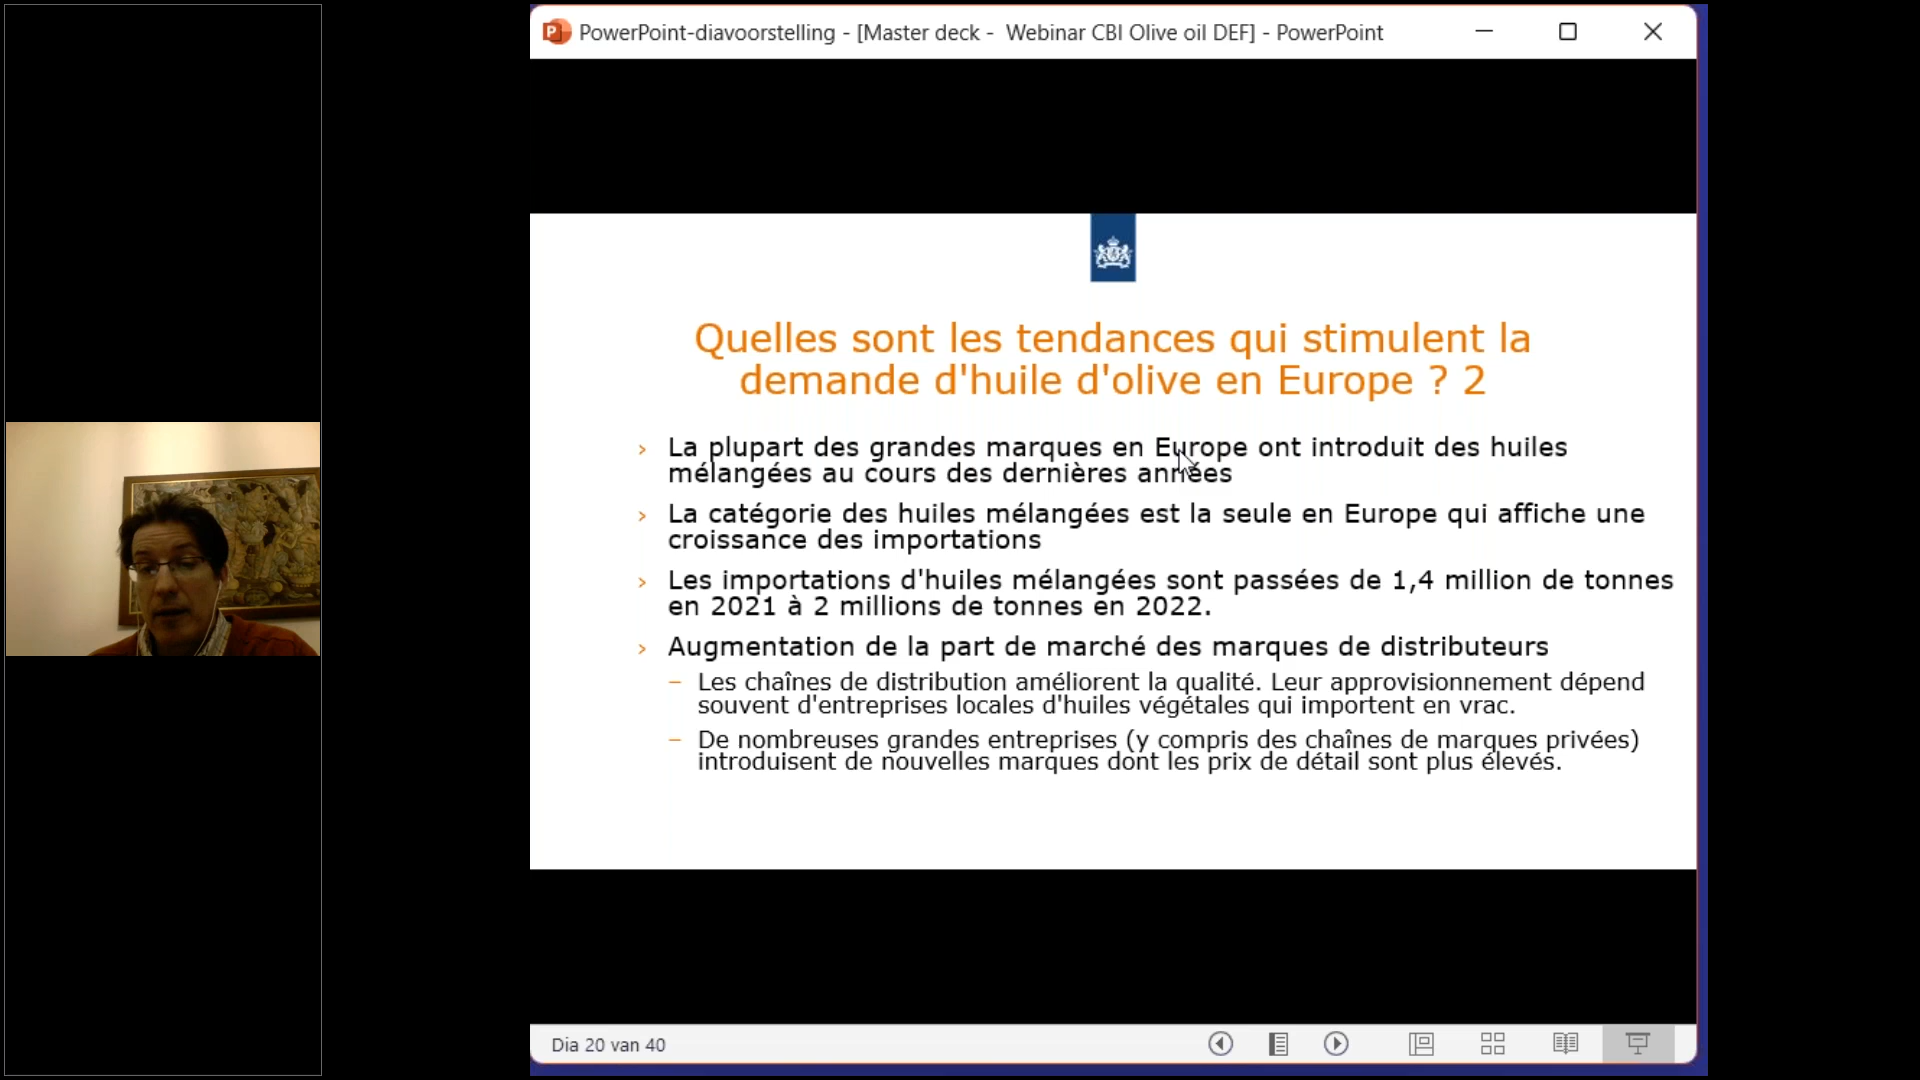 PowerPoint-diavoorstelling - [Master deck -  Webinar CBI Olive oil DEF] - PowerPoint
Quelles sont les tendances qui stimulent la
demande d'huile d'olive en Europe ? 2
› La plupart des grandes marques en Europe ont introduit des huiles
mélangées au cours des dernières années
› La catégorie des huiles mélangées est la seule en Europe qui affiche une
croissance des importations
› Les importations d'huiles mélangées sont passées de 1,4 million de tonnes
en 2021 à 2 millions de tonnes en 2022.
› Augmentation de la part de marché des marques de distributeurs
– Les chaînes de distribution améliorent la qualité. Leur approvisionnement dépend
souvent d'entreprises locales d'huiles végétales qui importent en vrac.
– De nombreuses grandes entreprises (y compris des chaînes de marques privées)
introduisent de nouvelles marques dont les prix de détail sont plus élevés.
Dia 20 van 40